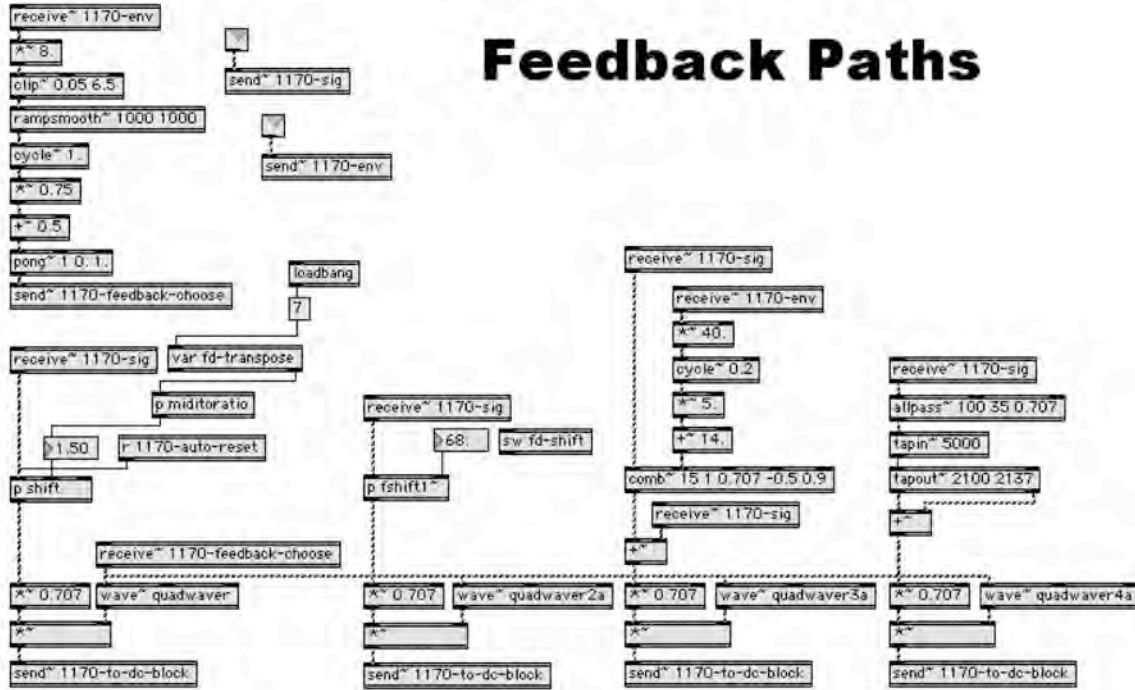 Feedback Paths
receive~ 1170-env
*~ 8.
clip~ 0.05 6.5
rampsmooth~ 1000 1000
cycle~ 1.
*~ 0.75
+~ 0.5
pong~ 1 0. 1.
send~ 1170-feedback-choose
send~ 1170-sig
send~ 1170-env
loadbang
7
receive~ 1170-sig
var fd-transpose
p miditoratio
1.50
r 1170-auto-reset
p shift
receive~ 1170-feedback-choose
*~ 0.707
wave~ quadwaver
*~
send~ 1170-to-dc-block
receive~ 1170-sig
68.
sw fd-shift
p fshift1~
*~ 0.707
wave~ quadwaver2a
*~
send~ 1170-to-dc-block
receive~ 1170-sig
receive~ 1170-env
*~ 40.
cycle~ 0.2
*~ 5.
+~ 14.
comb~ 15 1 0.707 -0.5 0.9
receive~ 1170-sig
+~
*~ 0.707
wave~ quadwaver3a
*~
send~ 1170-to-dc-block
receive~ 1170-sig
allpass~ 100 35 0.707
tapin~ 5000
tapout~ 2100 2137
+~
*~ 0.707
wave~ quadwaver4a
*~
send~ 1170-to-dc-block